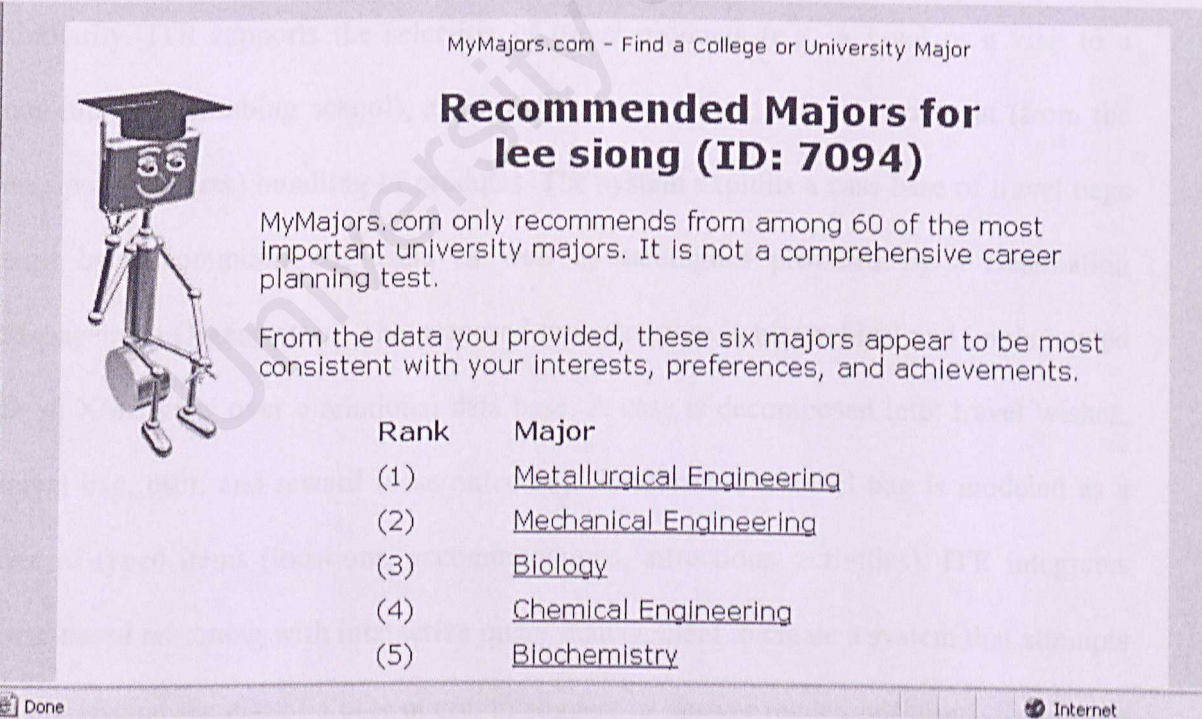 MyMajors.com - Find a College or University Major
Recommended Majors for
lee siong (ID: 7094)
MyMajors.com only recommends from among 60 of the most
important university majors. It is not a comprehensive career
planning test.
From the data you provided, these six majors appear to be most
consistent with your interests, preferences, and achievements.
Rank Major
(1) Metallurgical Engineering
(2) Mechanical Engineering
(3) Biology
(4) Chemical Engineering
(5) Biochemistry
Done Internet
University